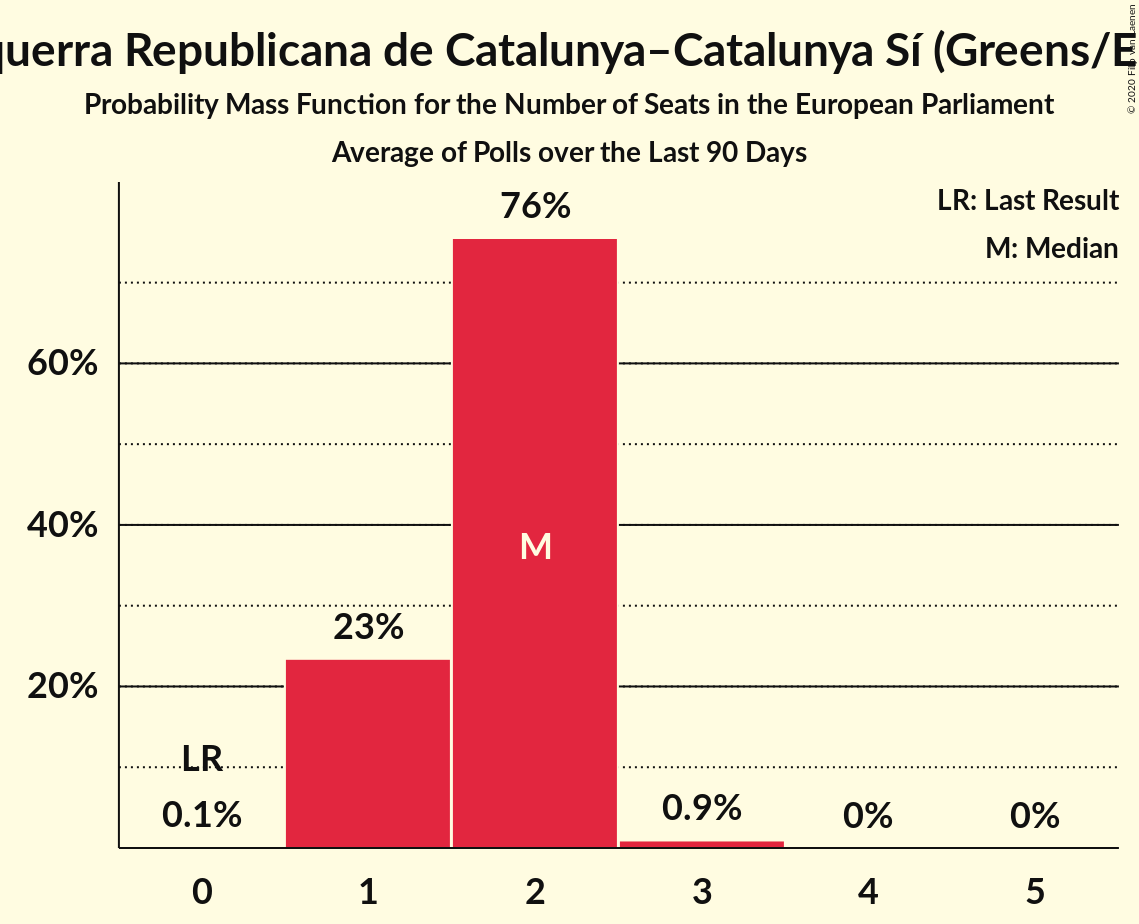 querra Republicana de Catalunya–Catalunya Sí (Greens/E
Probability Mass Function for the Number of Seats in the European Parliament
Average of Polls over the Last 90 Days
© 2020 Filip van Laenen
LR: Last Result
M: Median
76%
60%
M
40%
23%
20%
LR
0.1%
0.9%
0%
0%
0
1
2
3
4
5